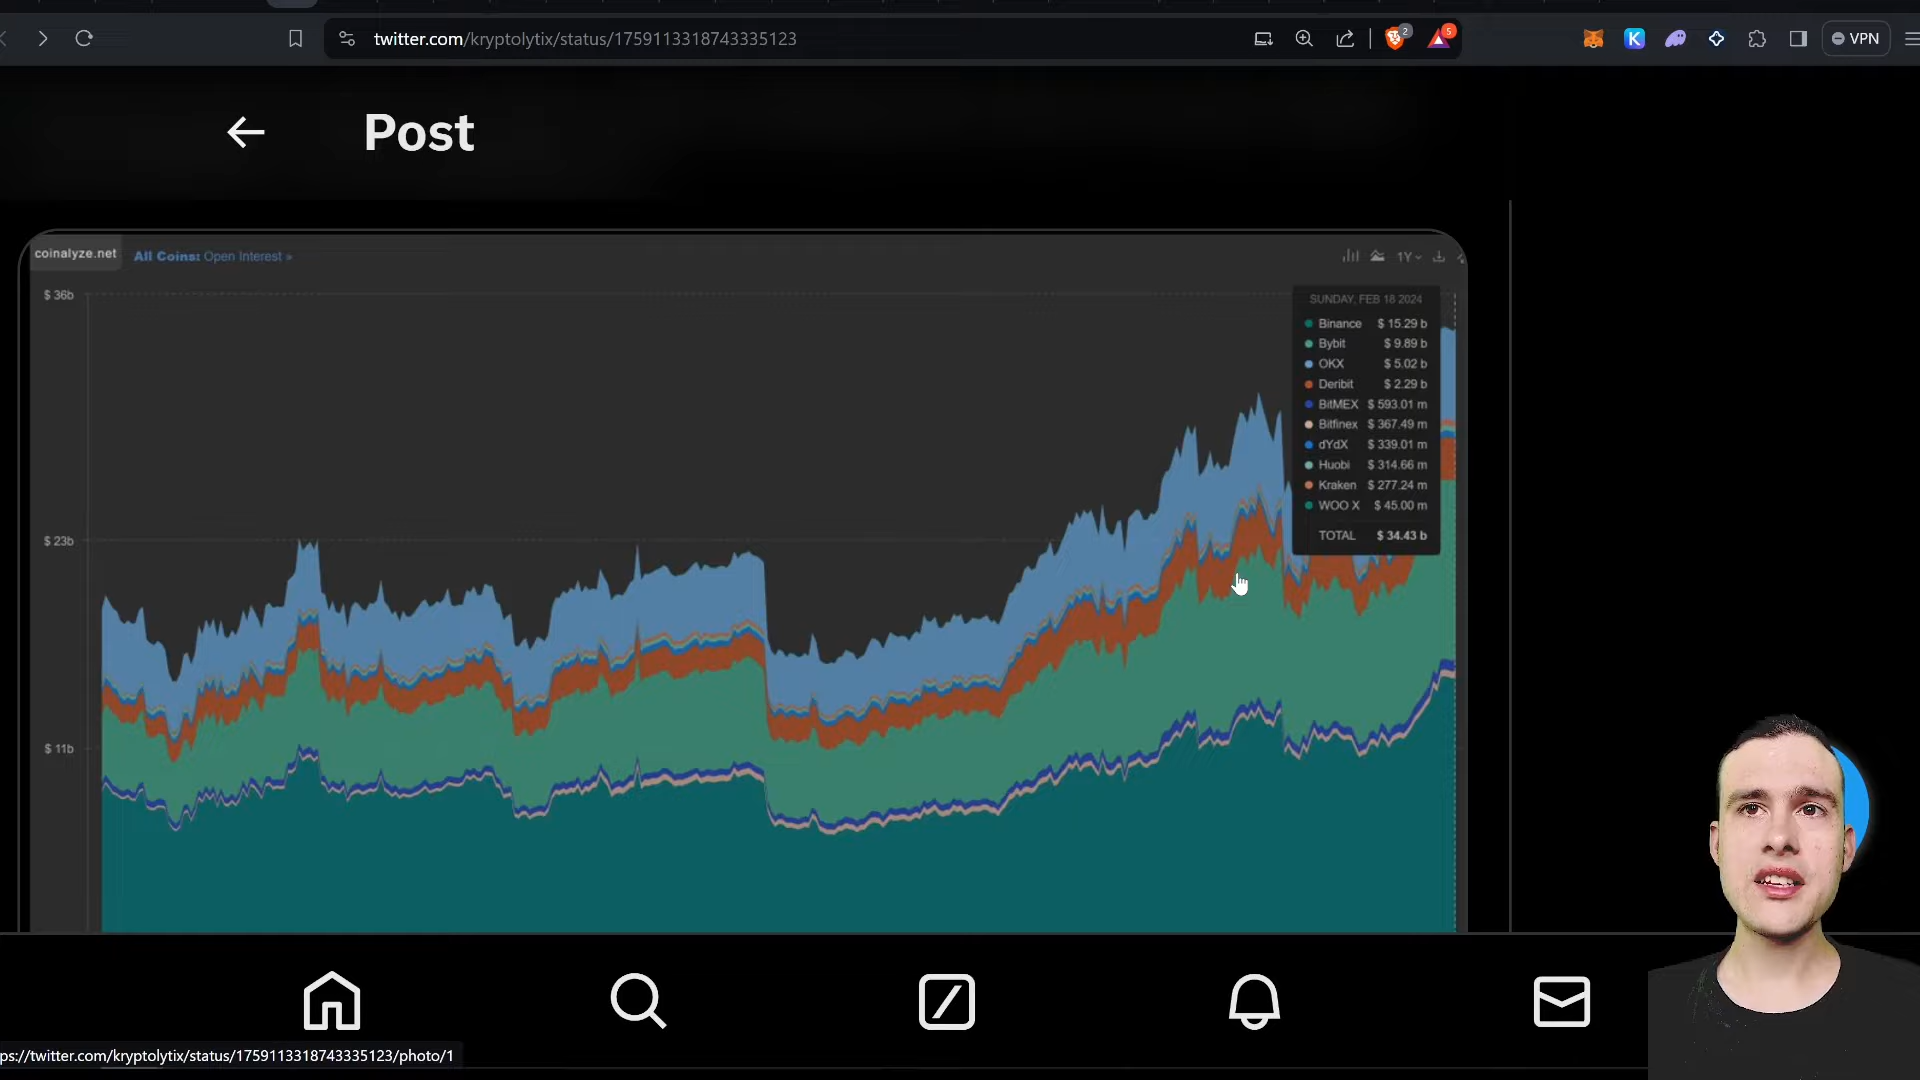 twitter.com/kryptolytix/status/1759113318743335123
2
5
VPN
Post
coinalyze.net
All Coins: Open Interest »
1Y
$ 36b
$ 23b
$ 11b
SUNDAY, FEB 18 2024
Binance $ 15.29 b
Bybit $ 9.89 b
OKX $ 5.02 b
Deribit $ 2.29 b
BitMEX $ 593.01 m
Bitfinex $ 367.49 m
dYdX $ 339.01 m
Huobi $ 314.66 m
Kraken $ 277.24 m
WOO X $ 45.00 m
TOTAL $ 34.43 b
ps://twitter.com/kryptolytix/status/1759113318743335123/photo/1